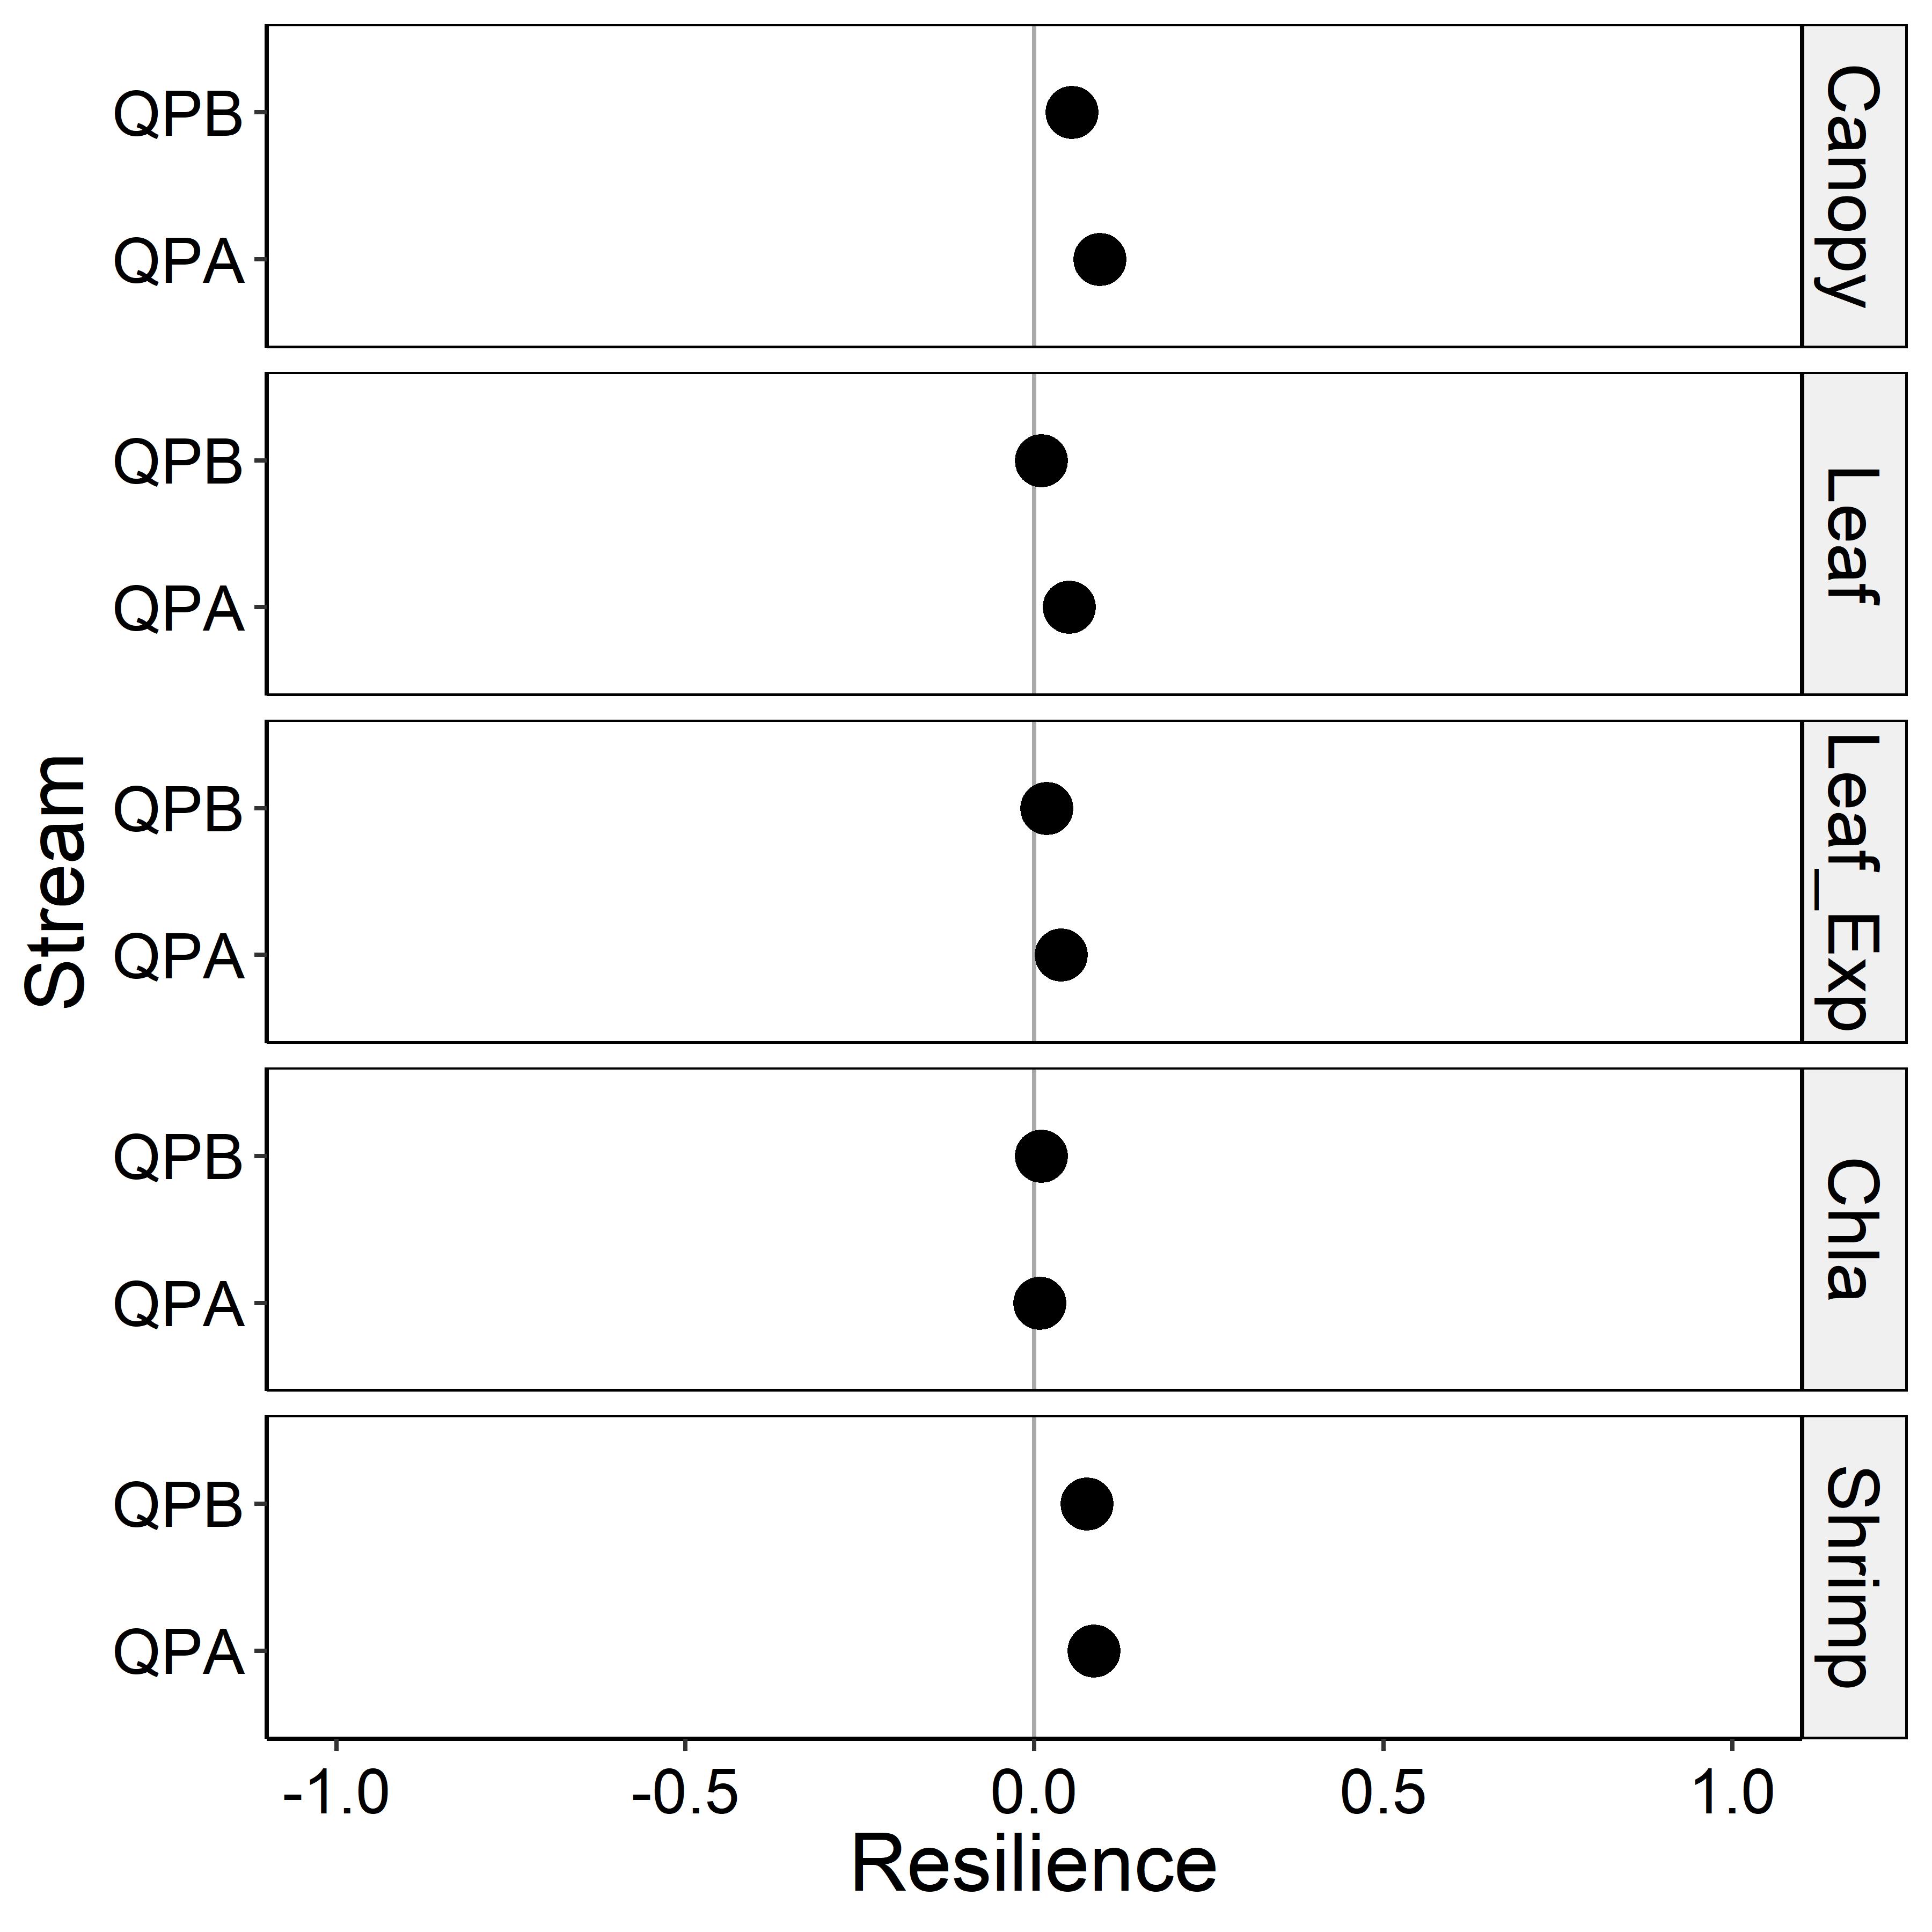 Stream
QPB
QPA
Canopy
QPB
QPA
Leaf
QPB
QPA
Leaf_Exp
QPB
QPA
Chla
QPB
QPA
Shrimp
-1.0 -0.5 0.0 0.5 1.0
Resilience